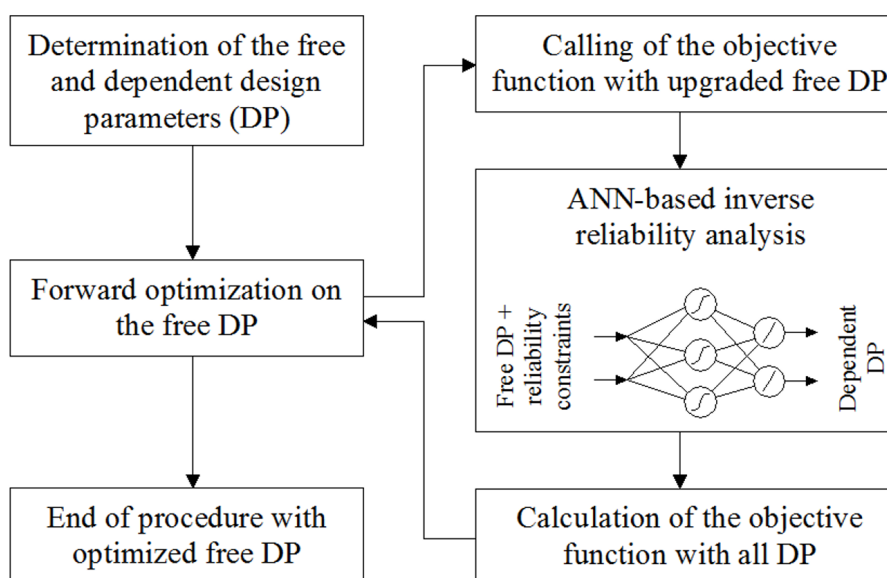 Determination of the free
and dependent design
parameters (DP)
Forward optimization on
the free DP
End of procedure with
optimized free DP
Calling of the objective
function with upgraded free DP
ANN-based inverse
reliability analysis
Free DP +
reliability
constraints
Dependent
DP
Calculation of the objective
function with all DP